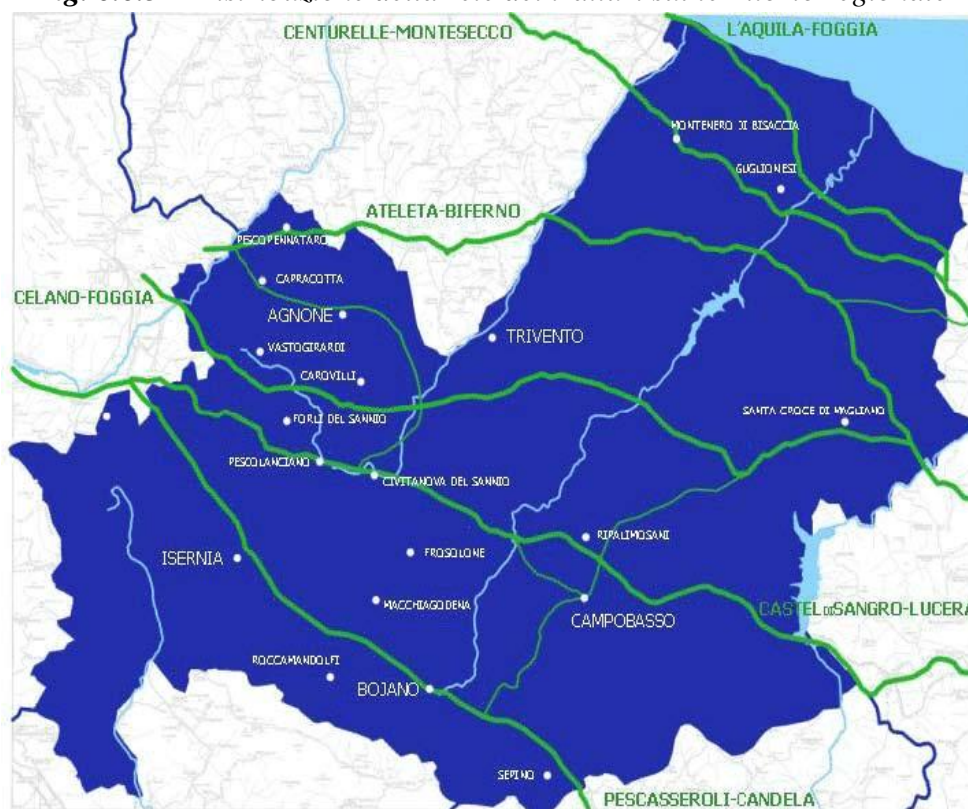 CENTURELLE-MONTESECCO
L'AQUILA-FOGGIA
MONTENERO DI BISACCIA
GUGLIONESI
ATELETA-BIFERNO
PESCOPENNATARO
CAPRACOTTA
CELANO-FOGGIA
AGNONE
TRIVENTO
VASTOGIRARDI
CAROVILLI
SANTA CROCE DI MAGLIANO
FORLI DEL SANNIO
PESCOLANCIANO
CIVITANOVA DEL SANNIO
RIPALIMOSANI
ISERNIA
FROSOLONE
MACCHIAGODENA
CASTEL DI SANGRO-LUCERA
CAMPOBASSO
ROCCAMANDOLFI
BOJANO
SEPINO
PESCASSEROLI-CANDELA